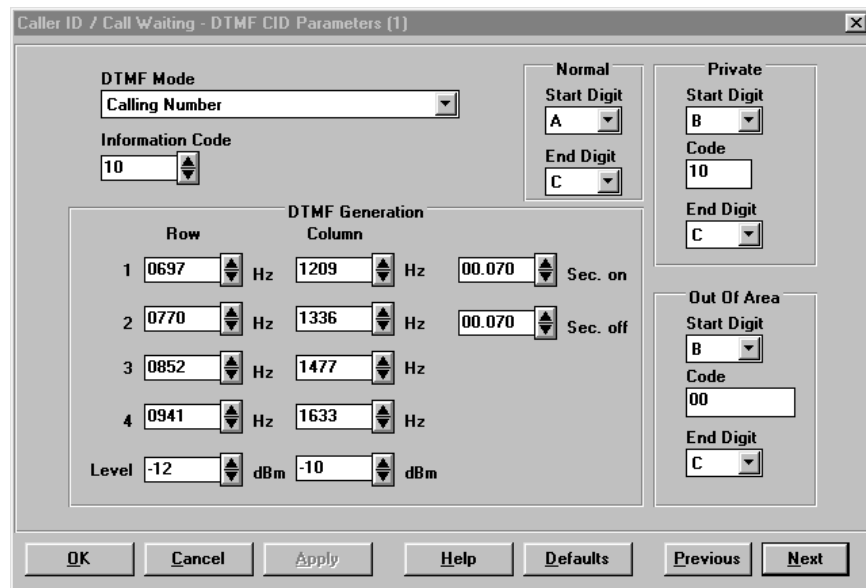 Caller ID / Call Waiting - DTMF CID Parameters (1)
DTMF Mode
Calling Number
Information Code
10
Normal
Start Digit
A
End Digit
C
Private
Start Digit
B
Code
10
End Digit
C
DTMF Generation
Row Column
1 0697 Hz 1209 Hz 00.070 Sec. on
2 0770 Hz 1336 Hz 00.070 Sec. off
3 0852 Hz 1477 Hz
4 0941 Hz 1633 Hz
Level -12 dBm -10 dBm
Out Of Area
Start Digit
B
Code
00
End Digit
C
OK Cancel Apply Help Defaults Previous Next